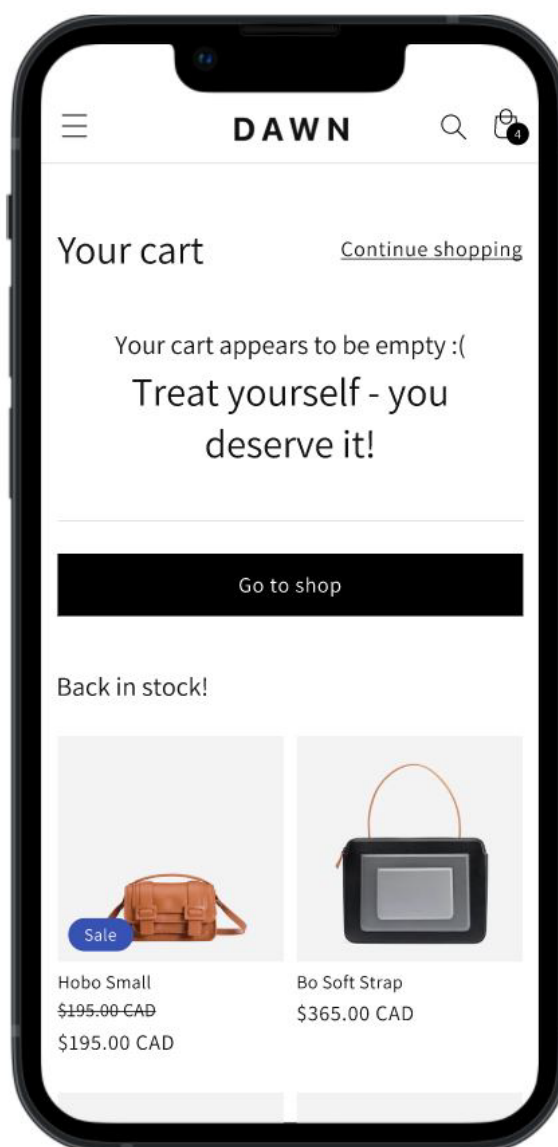 DAWN
4
Your cart
Continue shopping
Your cart appears to be empty :(
Treat yourself - you
deserve it!
Go to shop
Back in stock!
Sale
Hobo Small
$195.00 CAD
$195.00 CAD
Bo Soft Strap
$365.00 CAD